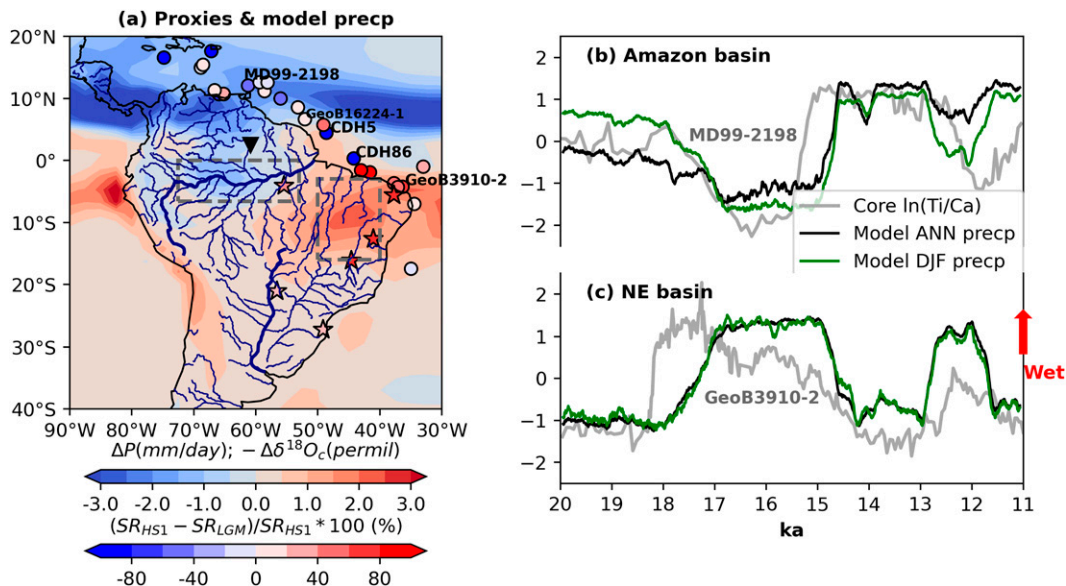 (a) Proxies & model precp
20°N
10°N
0°
10°S
20°S
30°S
40°S
90°W 80°W 70°W 60°W 50°W 40°W 30°W
MD99-2198
GeoB16224-1
CDH5
CDH86
GeoB3910-2
ΔP(mm/day); − Δδ¹⁸O_c(permil)
-3.0 -2.0 -1.0 0.0 1.0 2.0 3.0
(SR_HS1 − SR_LGM)/SR_HS1 * 100 (%)
-80 -40 0 40 80
(b) Amazon basin
2
1
0
−1
−2
MD99-2198
Core ln(Ti/Ca)
Model ANN precp
Model DJF precp
(c) NE basin
2
1
0
−1
−2
GeoB3910-2
Wet
20 19 18 17 16 15 14 13 12 11
ka